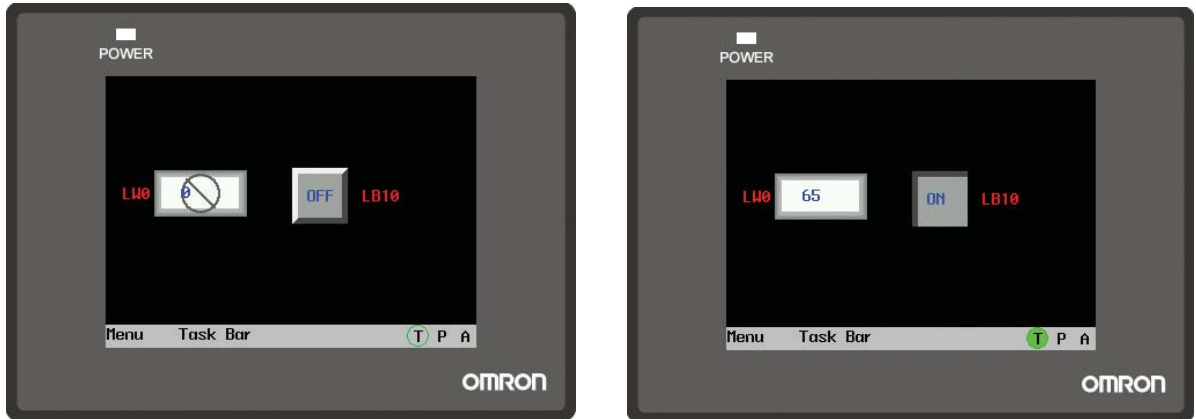 POWER
LW0 0 OFF LB10
Menu Task Bar T P A
OMRON
POWER
LW0 65 ON LB10
Menu Task Bar T P A
OMRON